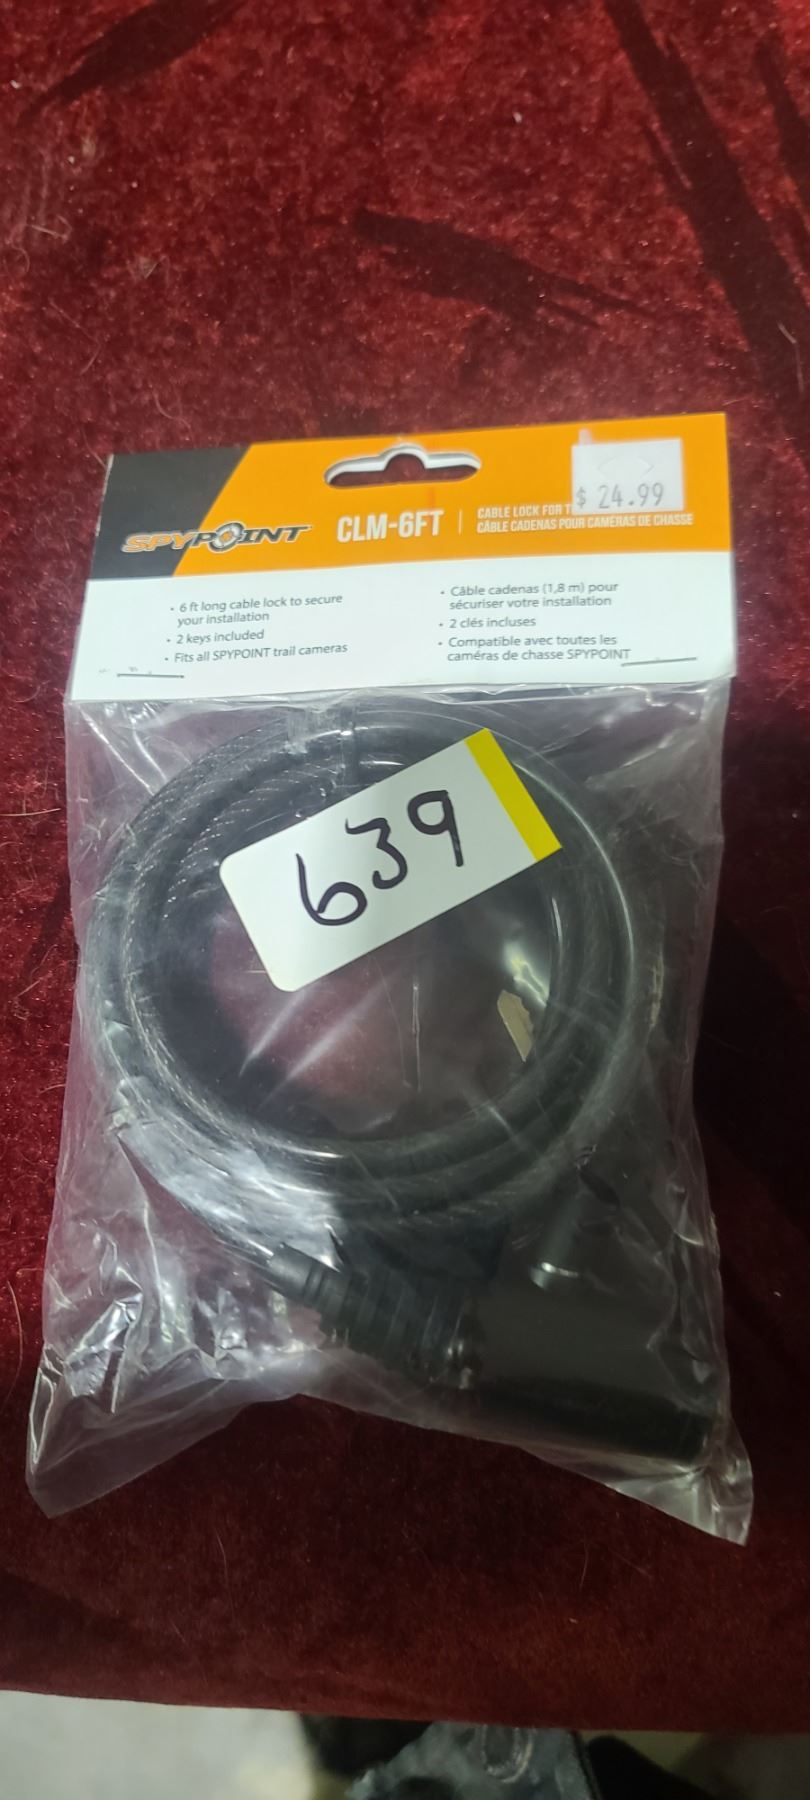 $ 24.99
SPYPOINT
CLM-6FT
CABLE LOCK FOR
CÂBLE CADENAS POUR CAMÉRAS DE CHASSE
• 6 ft long cable lock to secure
your installation
• 2 keys included
• Fits all SPYPOINT trail cameras
• Câble cadenas (1,8 m) pour
sécuriser votre installation
• 2 clés incluses
• Compatible avec toutes les
caméras de chasse SPYPOINT
639